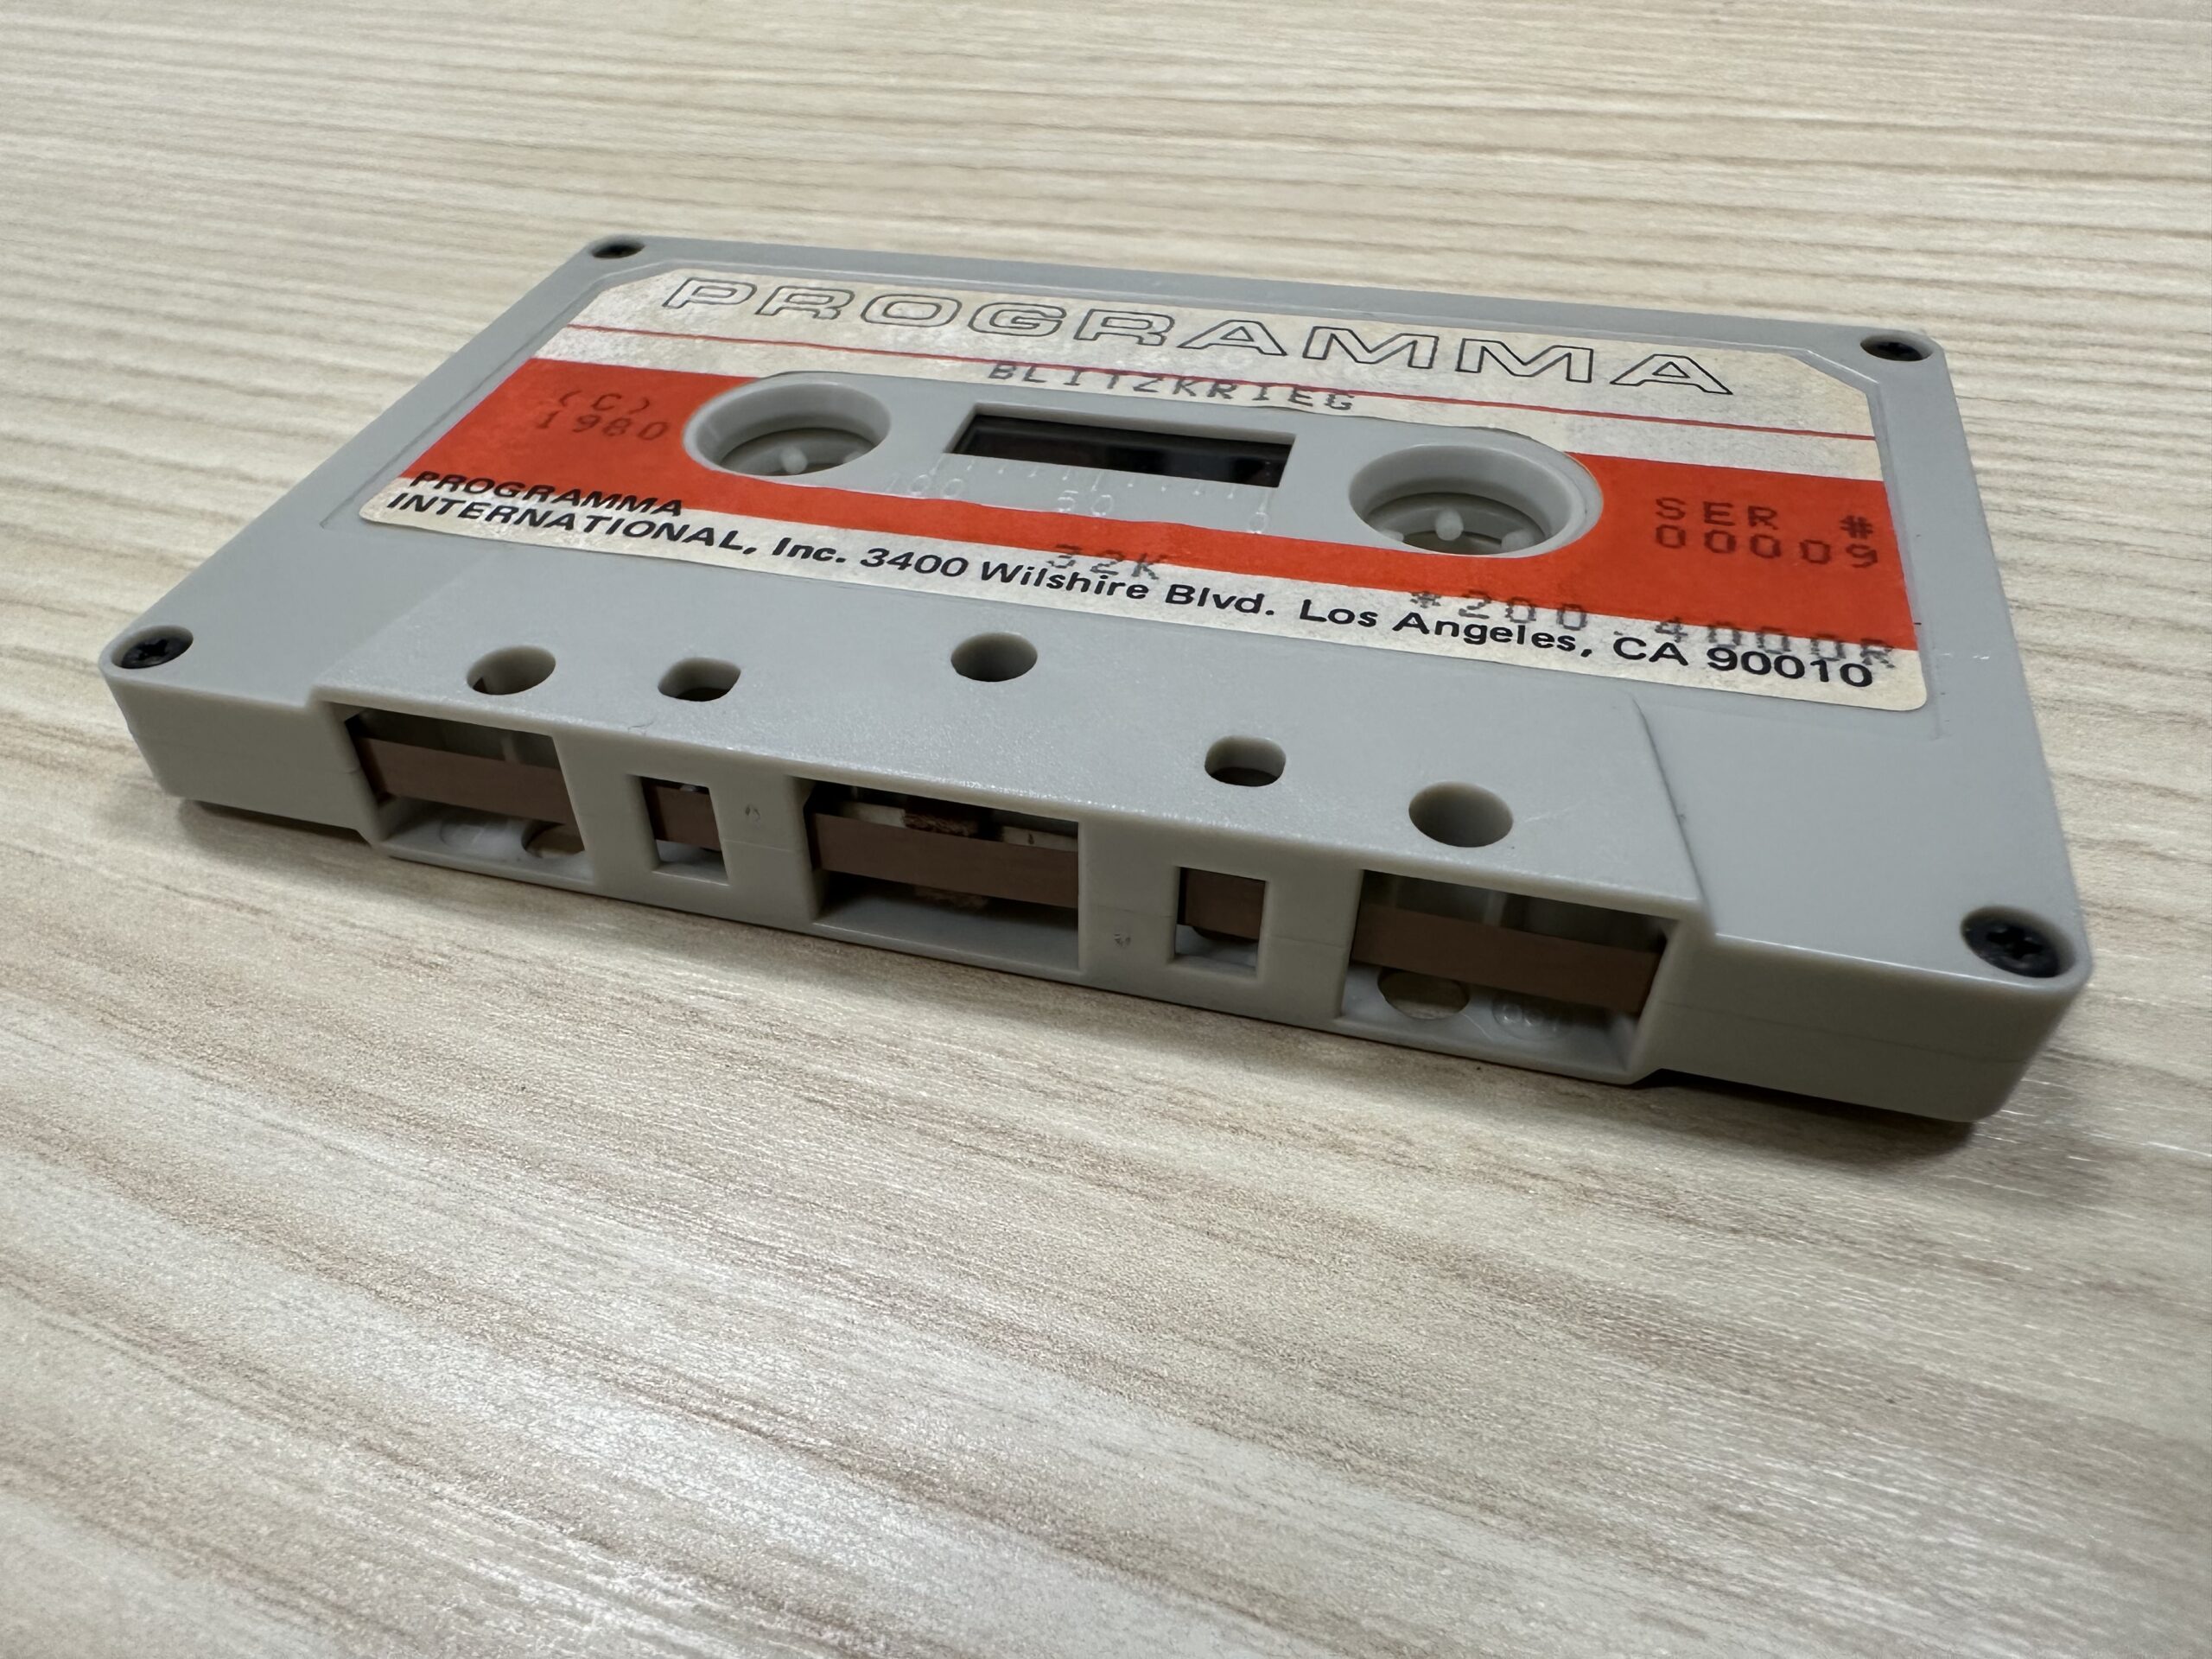 PROGRAMMA
BLITZKRIEG
(C)
1980
SER #
00009
100 50 0
32K
*200.4000R
PROGRAMMA
INTERNATIONAL, Inc. 3400 Wilshire Blvd. Los Angeles, CA 90010